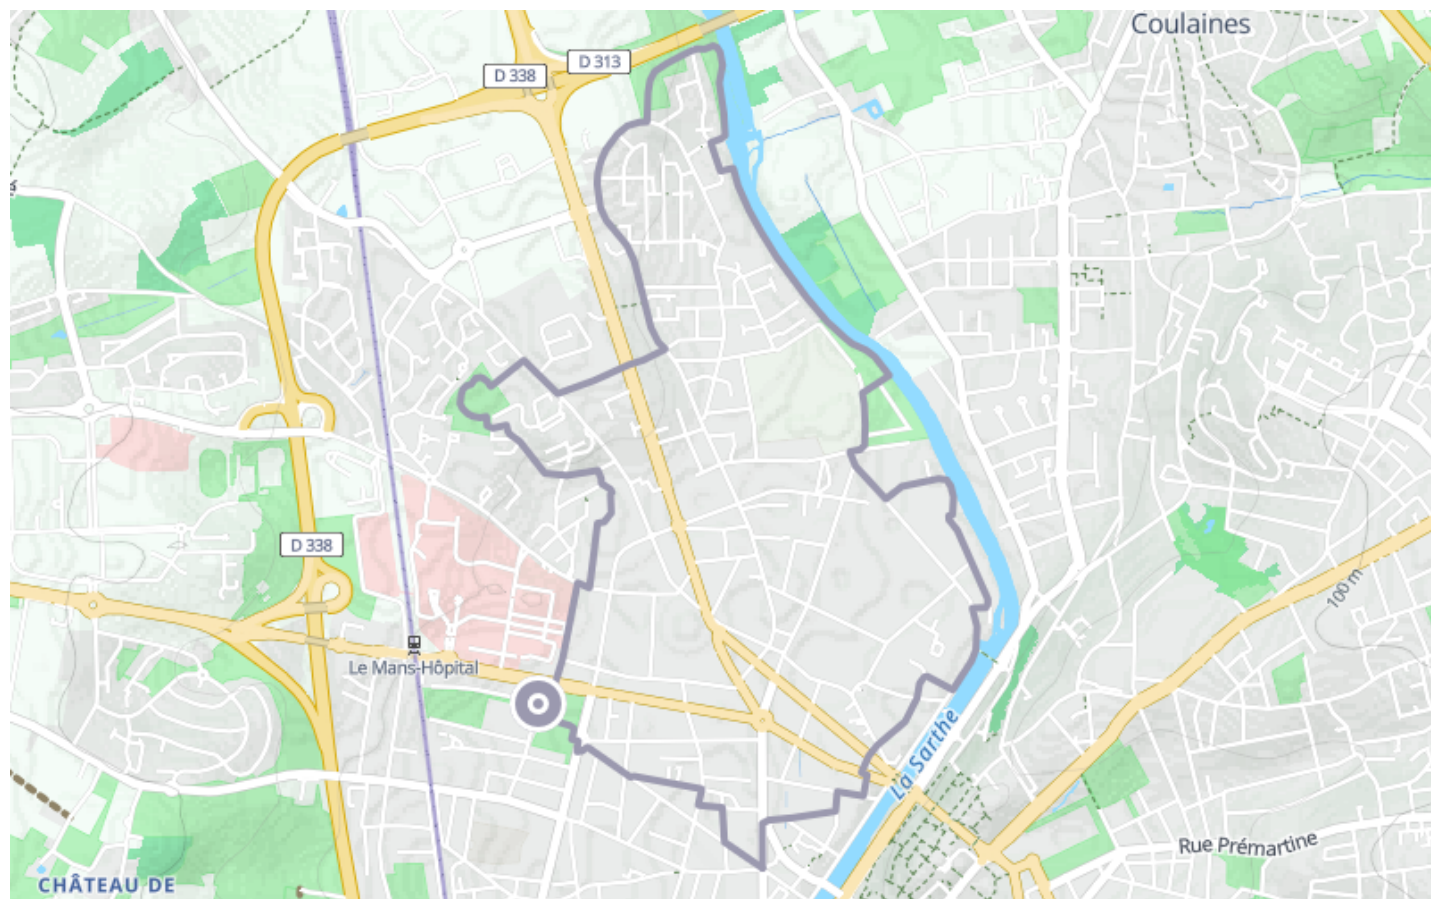 Coulaines
D 313
D 338
D 338
Le Mans-Hôpital
100 m
La Sarthe
Rue Prémartine
CHÂTEAU DE